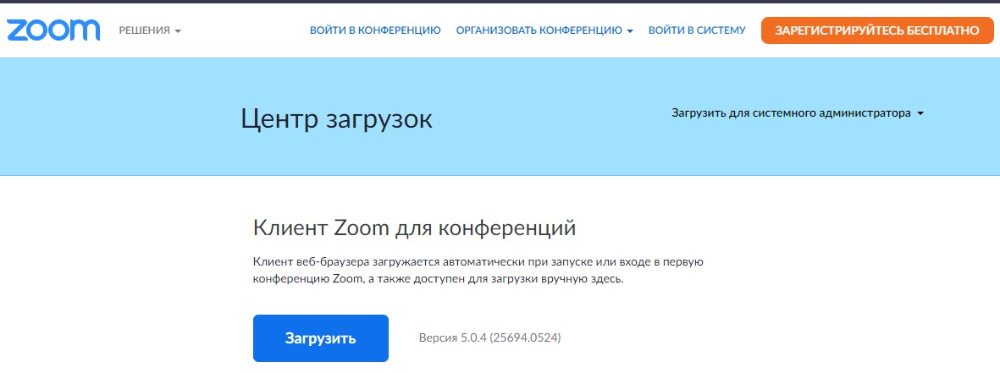 zoom РЕШЕНИЯ ВОЙТИ В КОНФЕРЕНЦИЮ ОРГАНИЗОВАТЬ КОНФЕРЕНЦИЮ ВОЙТИ В СИСТЕМУ ЗАРЕГИСТРИРУЙТЕСЬ БЕСПЛАТНО
Центр загрузок
Загрузить для системного администратора
Клиент Zoom для конференций
Клиент веб-браузера загружается автоматически при запуске или входе в первую
конференцию Zoom, а также доступен для загрузки вручную здесь.
Загрузить Версия 5.0.4 (25694.0524)